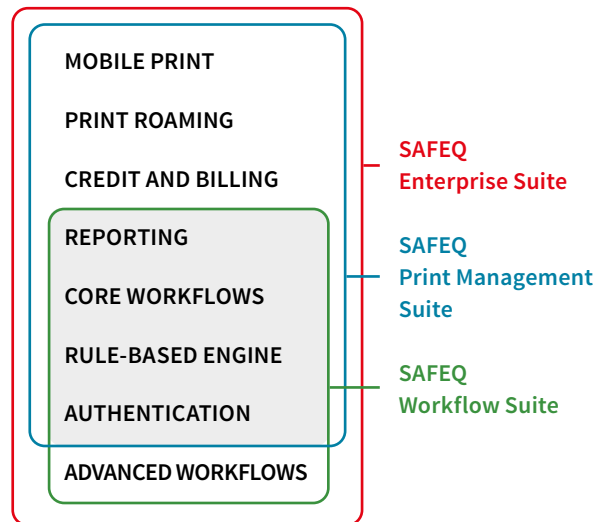 MOBILE PRINT
PRINT ROAMING
CREDIT AND BILLING
REPORTING
CORE WORKFLOWS
RULE-BASED ENGINE
AUTHENTICATION
ADVANCED WORKFLOWS
SAFEQ
Enterprise Suite
SAFEQ
Print Management
Suite
SAFEQ
Workflow Suite